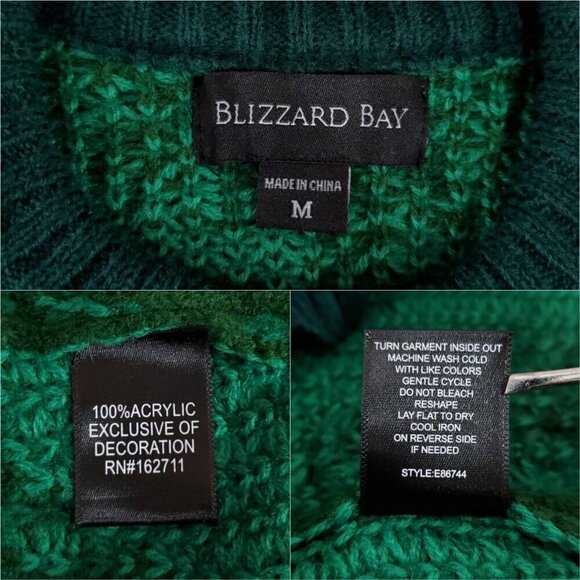 BLIZZARD BAY
MADE IN CHINA
M
100%ACRYLIC
EXCLUSIVE OF
DECORATION
RN#162711
TURN GARMENT INSIDE OUT
MACHINE WASH COLD
WITH LIKE COLORS
GENTLE CYCLE
DO NOT BLEACH
RESHAPE
LAY FLAT TO DRY
COOL IRON
ON REVERSE SIDE
IF NEEDED
STYLE:E86744